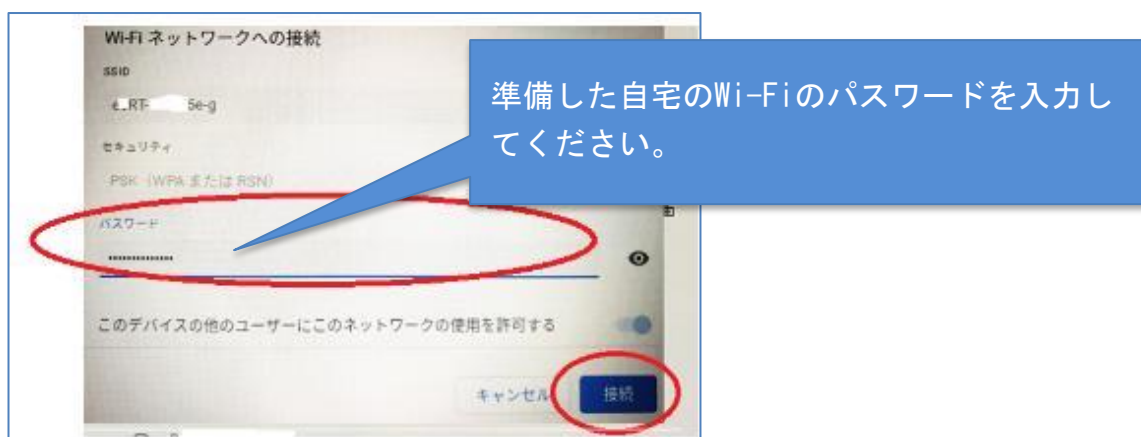 Wi-Fi ネットワークへの接続
SSID
RT- 5e-g
セキュリティ
PSK（WPA または RSN）
パスワード
••••••••••••••
このデバイスの他のユーザーにこのネットワークの使用を許可する
キャンセル
接続
準備した自宅のWi-Fiのパスワードを入力し
てください。